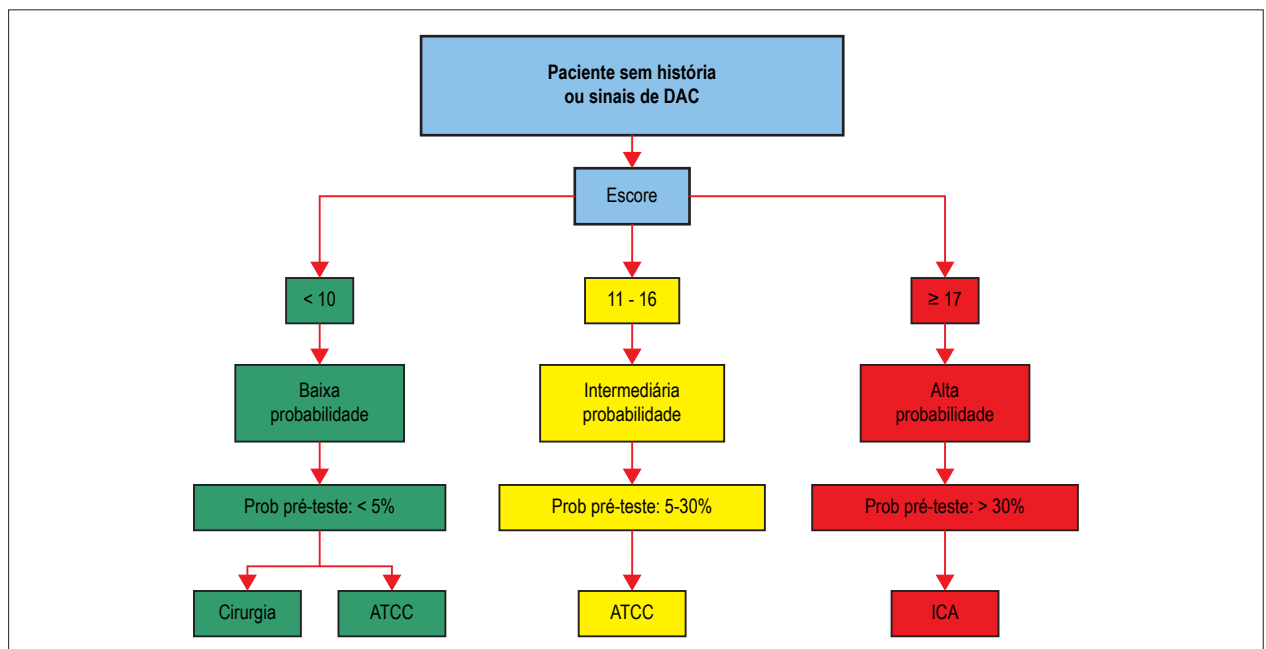 Paciente sem história
ou sinais de DAC
Escore
< 10
11 - 16
≥ 17
Baixa
probabilidade
Intermediária
probabilidade
Alta
probabilidade
Prob pré-teste: < 5%
Prob pré-teste: 5-30%
Prob pré-teste: > 30%
Cirurgia
ATCC
ATCC
ICA